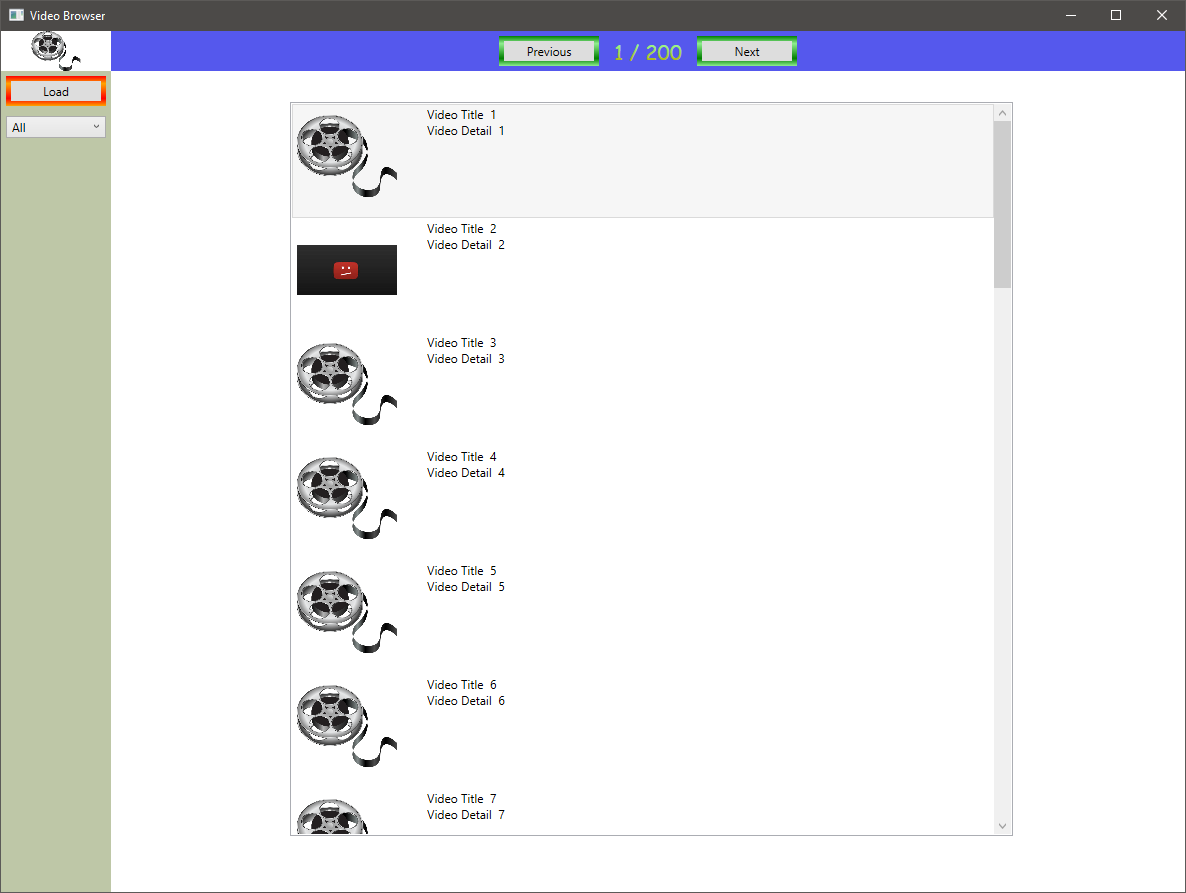 Video Browser
Previous
1 / 200
Next
Load
All
Video Title 1
Video Detail 1
Video Title 2
Video Detail 2
Video Title 3
Video Detail 3
Video Title 4
Video Detail 4
Video Title 5
Video Detail 5
Video Title 6
Video Detail 6
Video Title 7
Video Detail 7